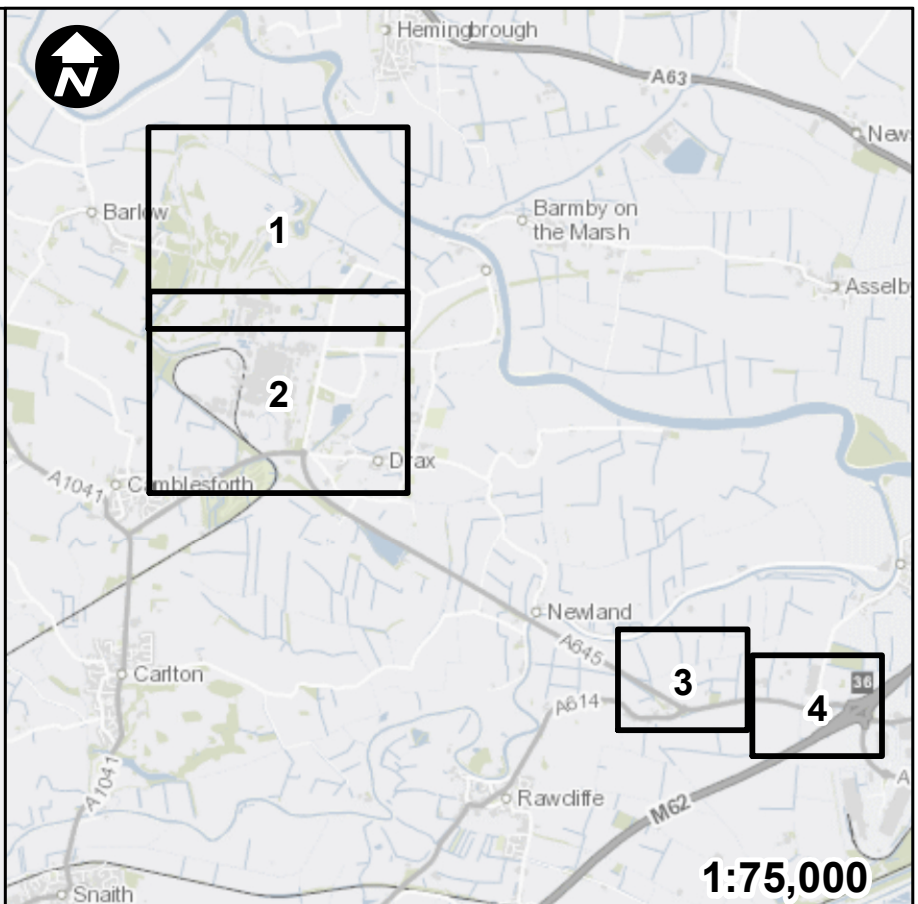 N
Hemingbrough
A63
New
Barlow
1
Barmby on
the Marsh
Asselb
2
Drax
A1041
Camblesforth
Newland
A645
3
Carlton
36
A614
4
A
A1041
Rawcliffe
M62
1:75,000
Snaith